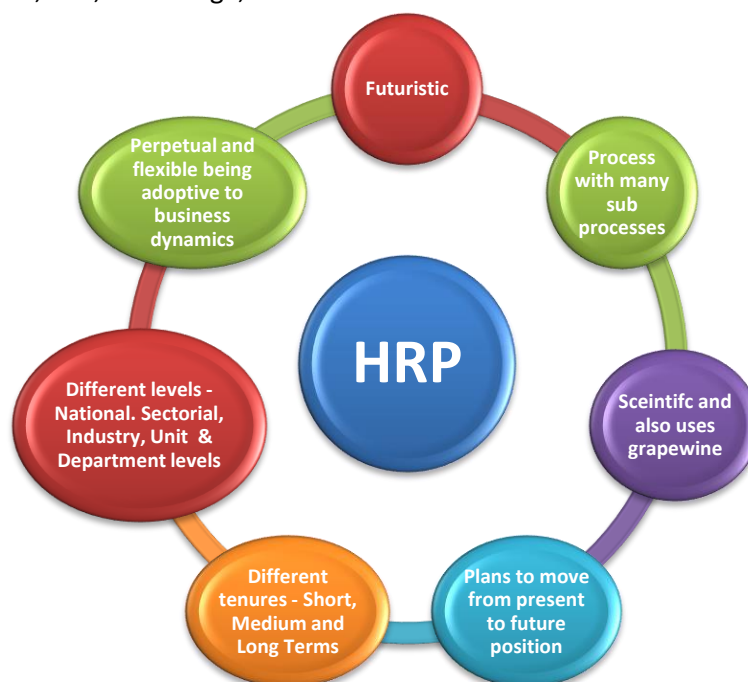 Futuristic
Process
with many
sub
processes
Sceintifc and
also uses
grapewine
Plans to move
from present
to future
position
Different
tenures - Short,
Medium and
Long Terms
Different levels -
National. Sectorial,
Industry, Unit &
Department levels
Perpetual and
flexible being
adoptive to
business
dynamics
HRP